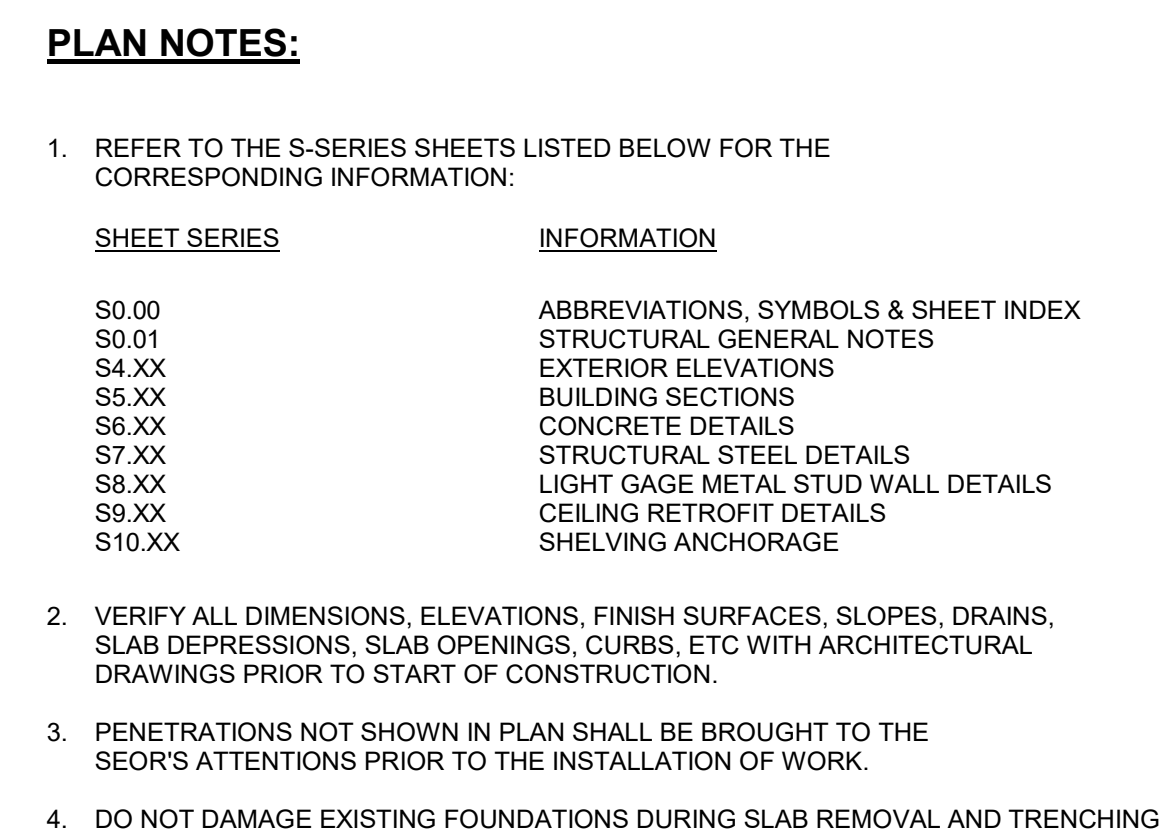 PLAN NOTES:
1. REFER TO THE S-SERIES SHEETS LISTED BELOW FOR THE
CORRESPONDING INFORMATION:
SHEET SERIES INFORMATION
S0.00 ABBREVIATIONS, SYMBOLS & SHEET INDEX
S0.01 STRUCTURAL GENERAL NOTES
S4.XX EXTERIOR ELEVATIONS
S5.XX BUILDING SECTIONS
S6.XX CONCRETE DETAILS
S7.XX STRUCTURAL STEEL DETAILS
S8.XX LIGHT GAGE METAL STUD WALL DETAILS
S9.XX CEILING RETROFIT DETAILS
S10.XX SHELVING ANCHORAGE
2. VERIFY ALL DIMENSIONS, ELEVATIONS, FINISH SURFACES, SLOPES, DRAINS,
SLAB DEPRESSIONS, SLAB OPENINGS, CURBS, ETC WITH ARCHITECTURAL
DRAWINGS PRIOR TO START OF CONSTRUCTION.
3. PENETRATIONS NOT SHOWN IN PLAN SHALL BE BROUGHT TO THE
SEOR'S ATTENTIONS PRIOR TO THE INSTALLATION OF WORK.
4. DO NOT DAMAGE EXISTING FOUNDATIONS DURING SLAB REMOVAL AND TRENCHING